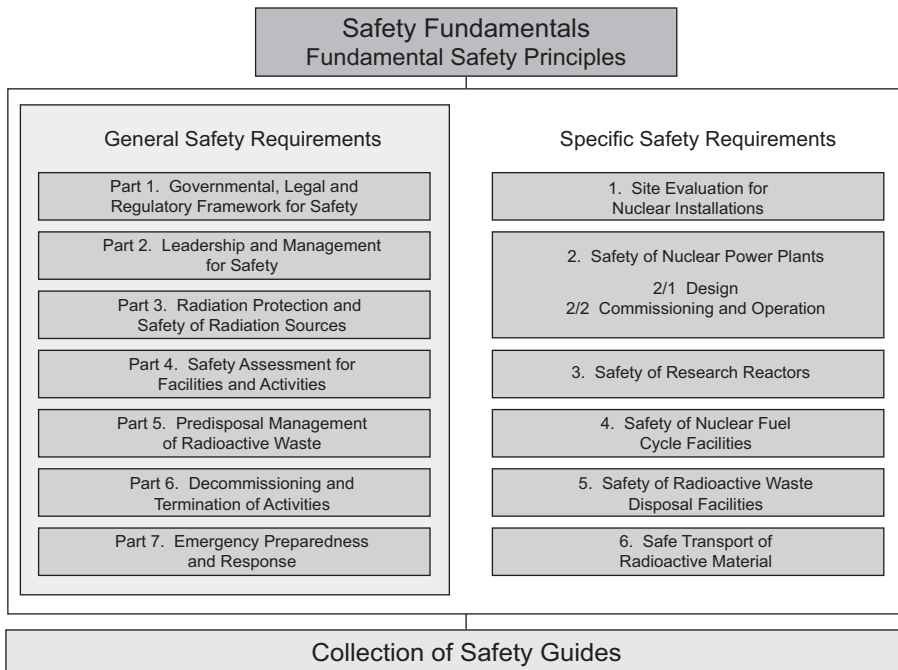 Safety Fundamentals
Fundamental Safety Principles
General Safety Requirements
Part 1. Governmental, Legal and
Regulatory Framework for Safety
Part 2. Leadership and Management
for Safety
Part 3. Radiation Protection and
Safety of Radiation Sources
Part 4. Safety Assessment for
Facilities and Activities
Part 5. Predisposal Management
of Radioactive Waste
Part 6. Decommissioning and
Termination of Activities
Part 7. Emergency Preparedness
and Response
Specific Safety Requirements
1. Site Evaluation for
Nuclear Installations
2. Safety of Nuclear Power Plants
2/1 Design
2/2 Commissioning and Operation
3. Safety of Research Reactors
4. Safety of Nuclear Fuel
Cycle Facilities
5. Safety of Radioactive Waste
Disposal Facilities
6. Safe Transport of
Radioactive Material
Collection of Safety Guides